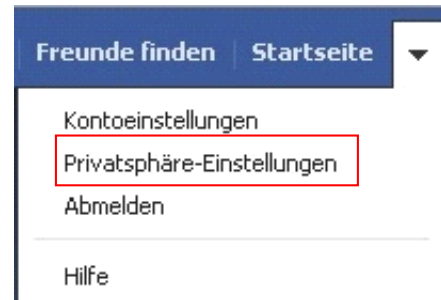 Freunde finden Startseite
Kontoeinstellungen
Privatsphäre-Einstellungen
Abmelden
Hilfe